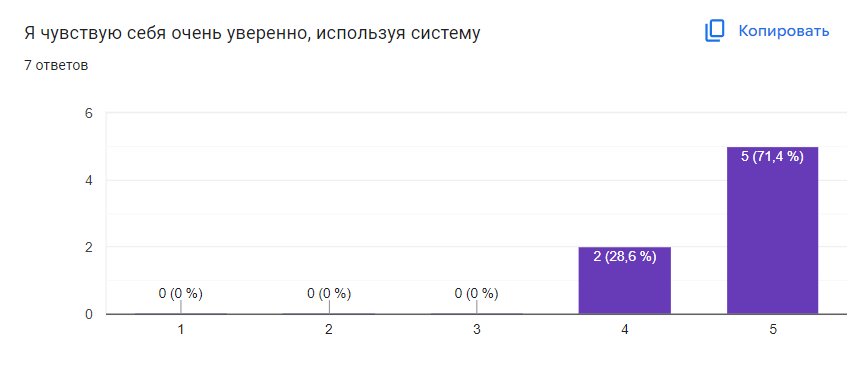 Я чувствую себя очень уверенно, используя систему
Копировать
7 ответов
6
4
2
0
0 (0 %)
0 (0 %)
0 (0 %)
2 (28,6 %)
5 (71,4 %)
1
2
3
4
5